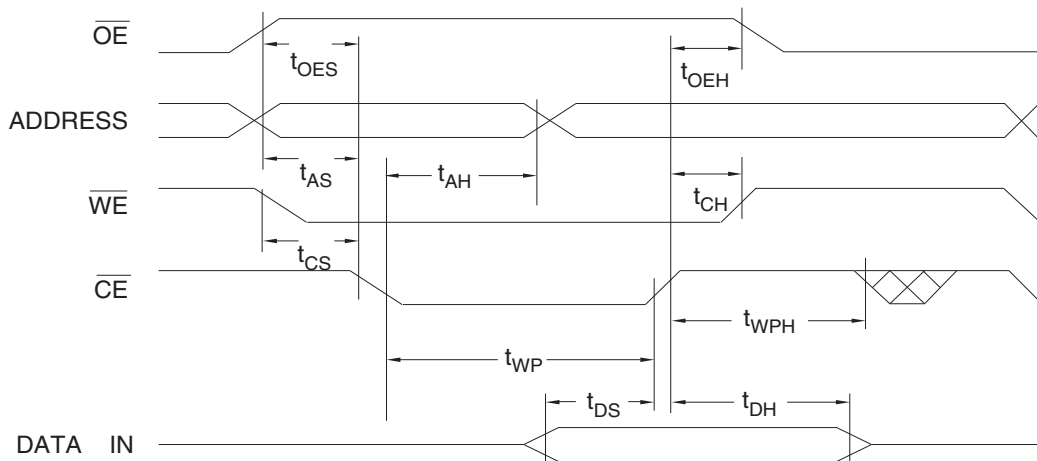 OE
tOES
tOEH
ADDRESS
tAS
tAH
WE
tCH
tCS
CE
tWPH
tWP
tDS
tDH
DATA IN